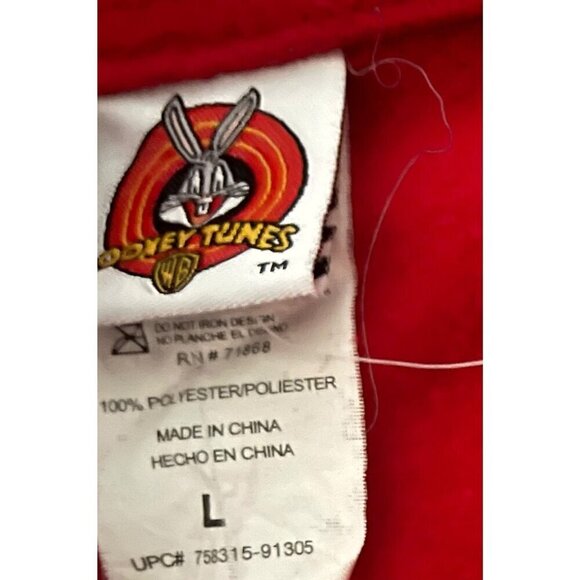 LOONEY TUNES
WB
TM
DO NOT IRON DESIGN
NO PLANCHE EL DISENO
RN # 71868
100% POLYESTER/POLIESTER
MADE IN CHINA
HECHO EN CHINA
L
UPC# 758315-91305